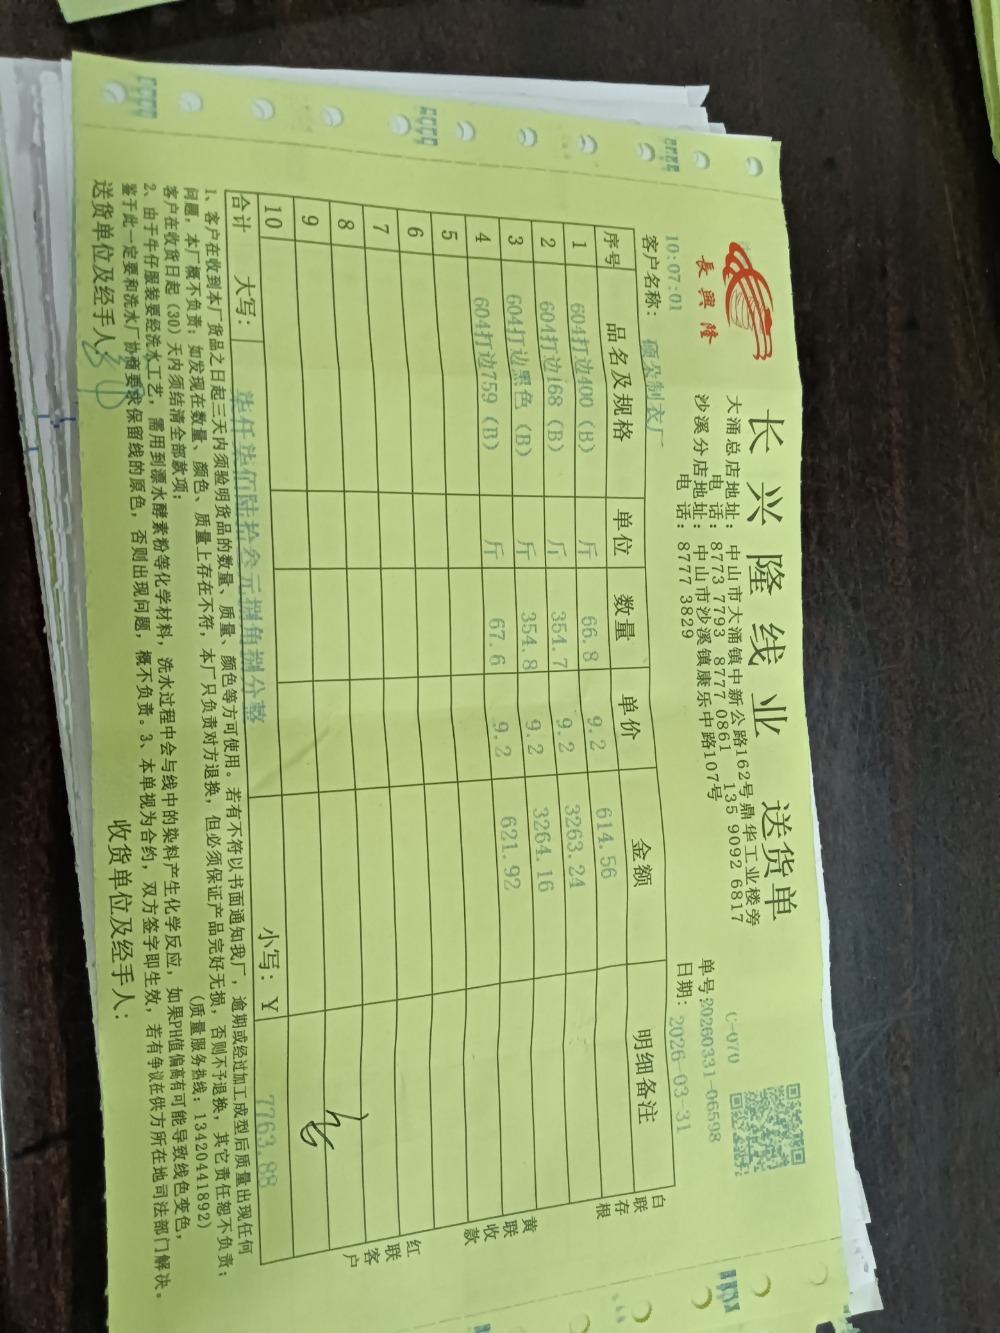 長興隆
长兴隆线业 送货单
大涌总店地址: 中山市大涌镇中新公路162号鼎华工业楼旁
电话: 8773 7793 8777 0861 135 9092 6817
沙溪分店地址: 中山市沙溪镇康乐中路107号
电话: 8777 3829
C-070
单号20260331-06598
日期: 2026-03-31
10:07:01
客户名称: 硕朵制衣厂
序号 品名及规格 单位 数量 单价 金额 明细备注
1 604打边400 (B) 斤 66.8 9.2 614.56
2 604打边168 (B) 斤 354.7 9.2 3263.24
3 604打边黑色 (B) 斤 354.8 9.2 3264.16
4 604打边759 (B) 斤 67.6 9.2 621.92
5
6
7
8
9
10
合计 大写: 柒仟柒佰陆拾叁元捌角捌分整 小写: Y 7763.88
白联存根
黄联收款
红联客户
1、客户在收到本厂货品之日起三天内须验明货品的数量、质量、颜色等方可使用。若有不符以书面通知我厂, 逾期或经过加工成型后质量出现任何
问题, 本厂概不负责; 如发现在数量、颜色、质量上存在不符, 本厂只负责对方退换, 但必须保证产品完好无损, 否则不予退换, 其它责任恕不负责;
客户在收货日起 (30) 天内须结清全部款项; (质量服务热线: 13420441892)
2、由于牛仔服装要经洗水工艺, 需用到漂水酵素粉等化学材料, 洗水过程中会与线中的染料产生化学反应, 如果PH值偏高有可能导致线色变色,
鉴于此一定要和洗水厂协商要求保留线的原色, 否则出现问题, 概不负责。3、本单视为合约, 双方签字即生效, 若有争议在供方所在地司法部门解决。
送货单位及经手人:
收货单位及经手人: